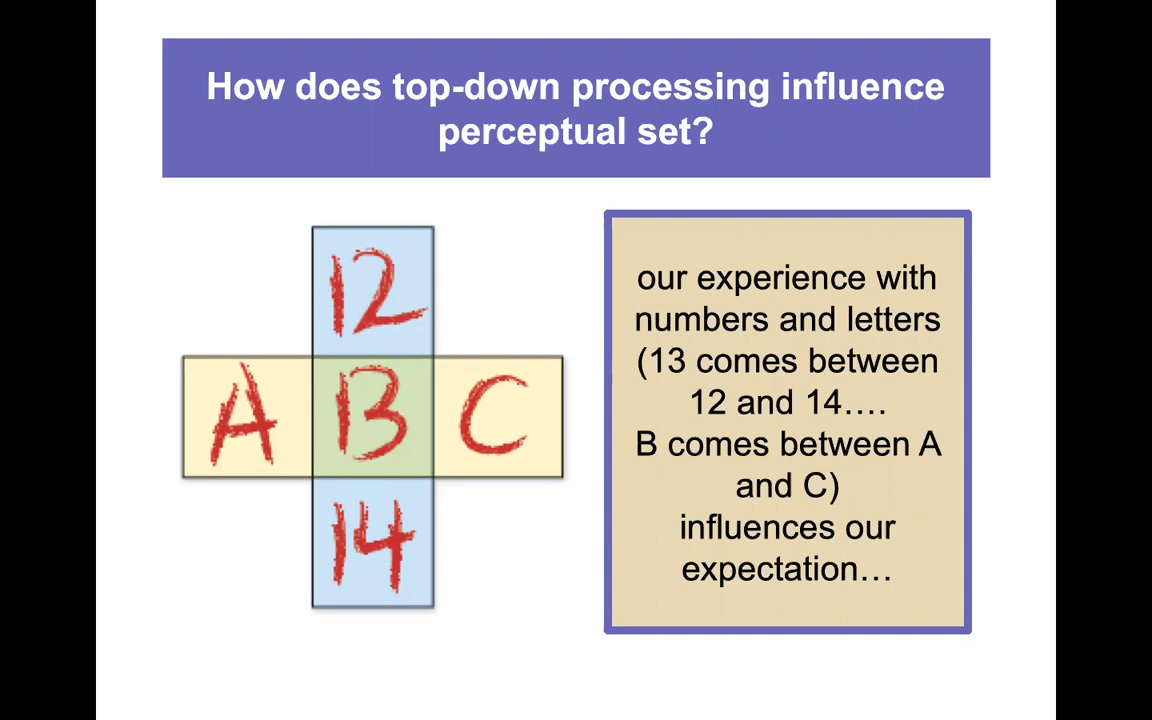 How does top-down processing influence
perceptual set?
12
A B C
14
our experience with
numbers and letters
(13 comes between
12 and 14....
B comes between A
and C)
influences our
expectation...